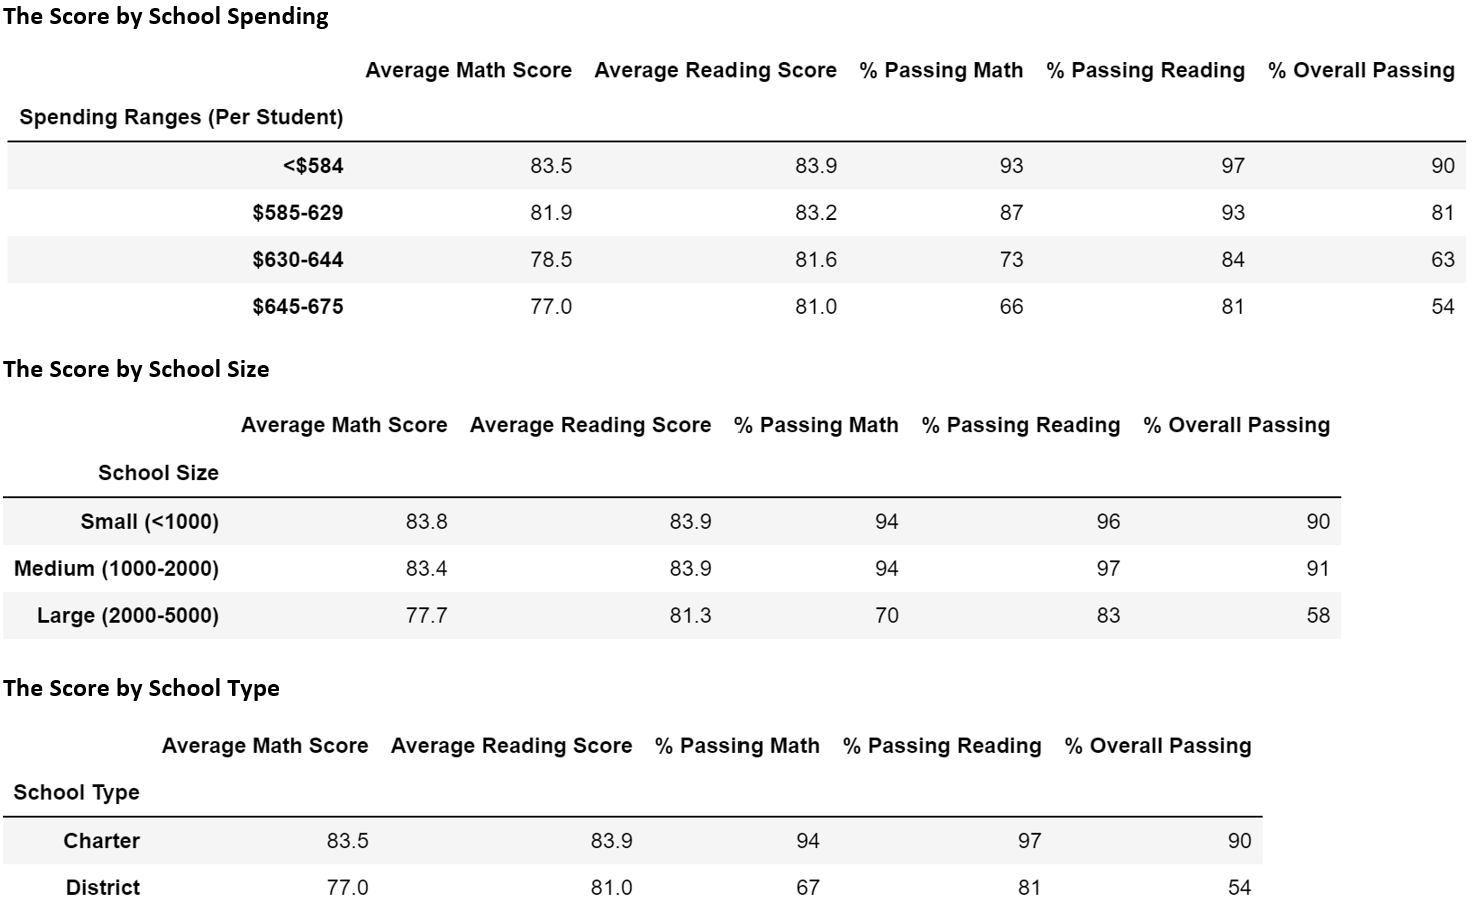 The Score by School Spending
Average Math Score Average Reading Score % Passing Math % Passing Reading % Overall Passing
Spending Ranges (Per Student)
<$584 83.5 83.9 93 97 90
$585-629 81.9 83.2 87 93 81
$630-644 78.5 81.6 73 84 63
$645-675 77.0 81.0 66 81 54
The Score by School Size
Average Math Score Average Reading Score % Passing Math % Passing Reading % Overall Passing
School Size
Small (<1000) 83.8 83.9 94 96 90
Medium (1000-2000) 83.4 83.9 94 97 91
Large (2000-5000) 77.7 81.3 70 83 58
The Score by School Type
Average Math Score Average Reading Score % Passing Math % Passing Reading % Overall Passing
School Type
Charter 83.5 83.9 94 97 90
District 77.0 81.0 67 81 54